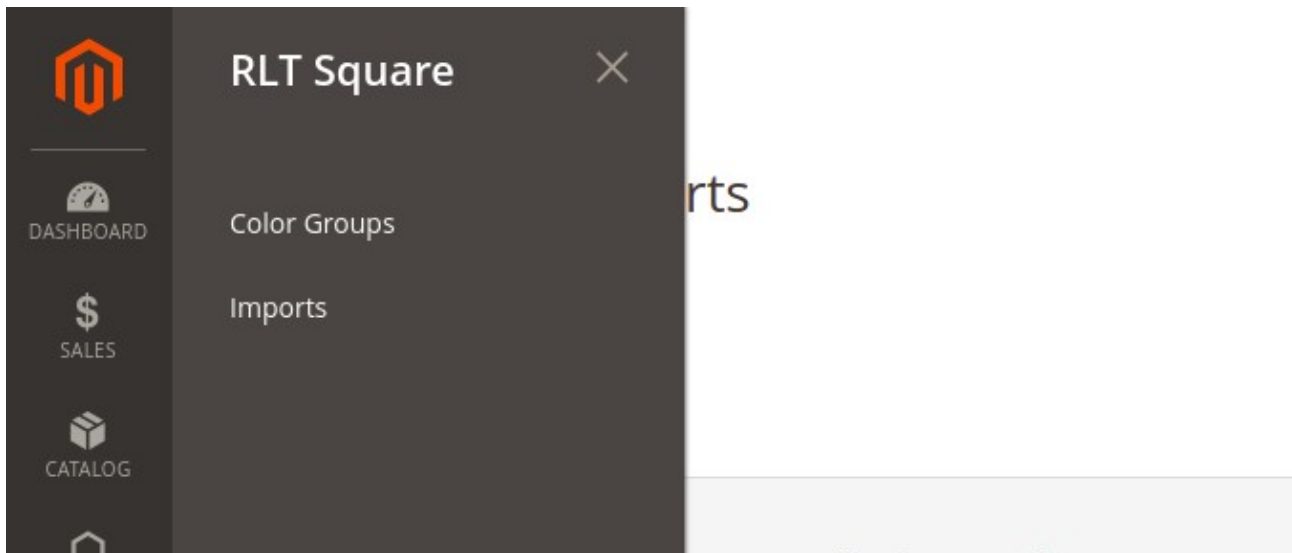 RLT Square
rts
DASHBOARD
Color Groups
SALES
Imports
CATALOG